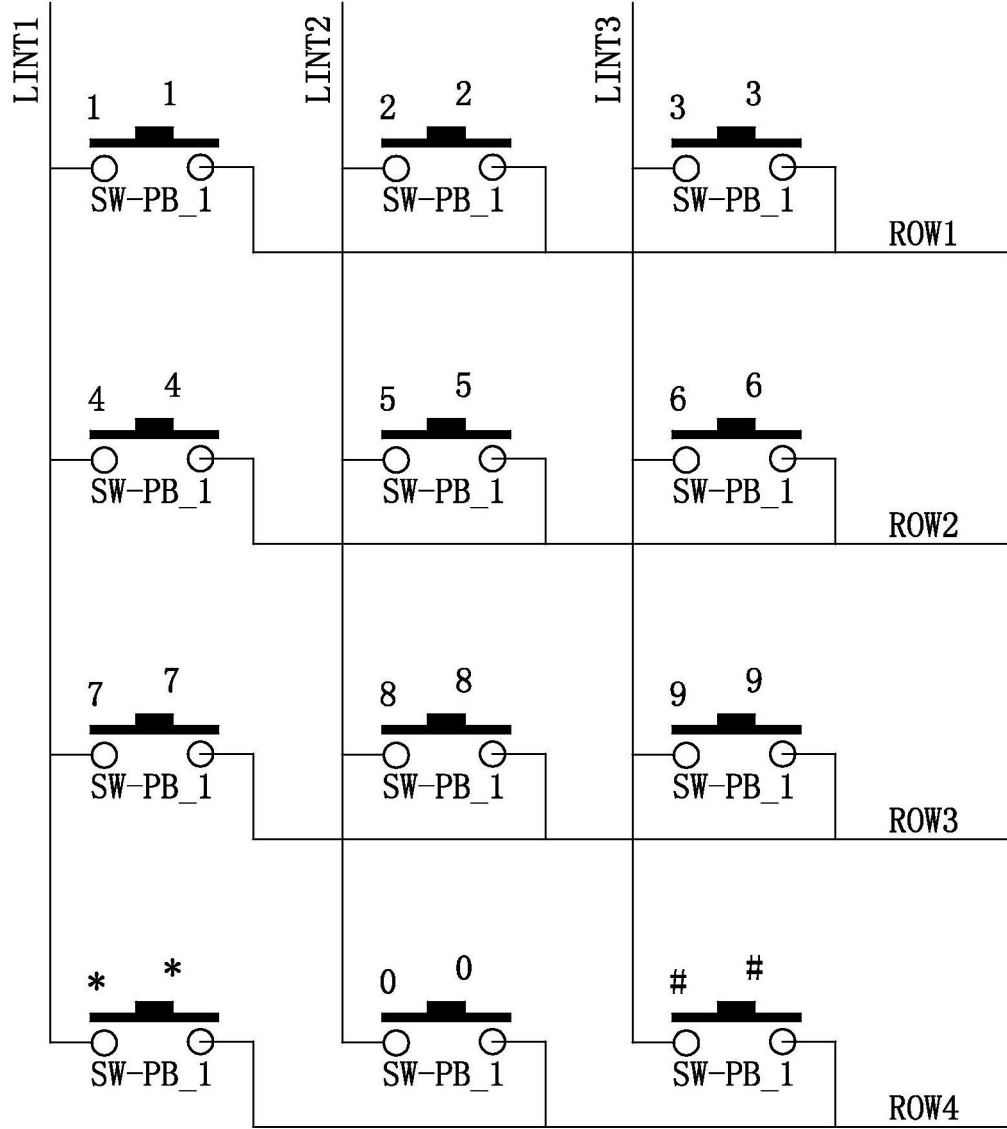 LINT1 LINT2 LINT3
1 1 2 2 3 3
SW-PB_1 SW-PB_1 SW-PB_1
ROW1
4 4 5 5 6 6
SW-PB_1 SW-PB_1 SW-PB_1
ROW2
7 7 8 8 9 9
SW-PB_1 SW-PB_1 SW-PB_1
ROW3
* * 0 0 # #
SW-PB_1 SW-PB_1 SW-PB_1
ROW4